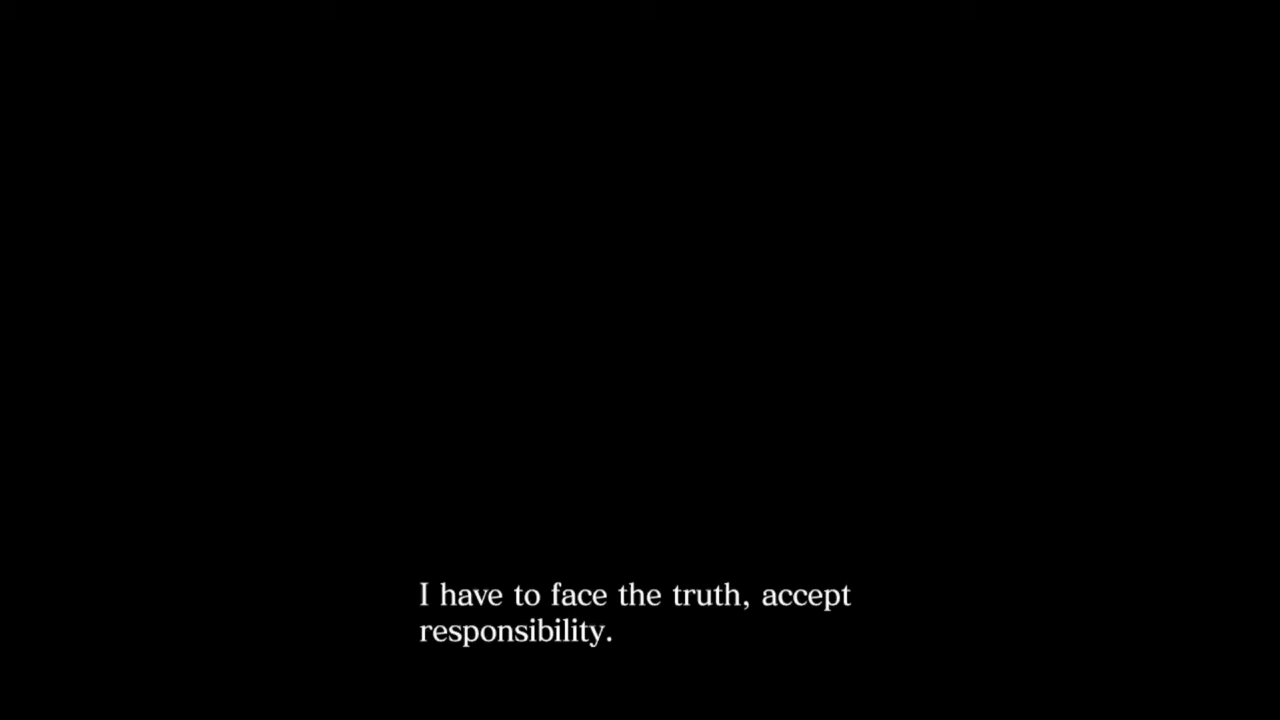 I have to face the truth, accept
responsibility.